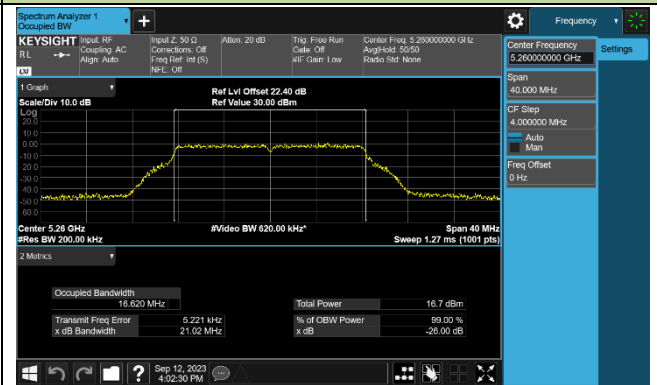 Spectrum Analyzer 1
Occupied BW
+
Frequency
KEYSIGHT
RL
LXI
Input: RF
Coupling: AC
Align: Auto
Input Z: 50 Ω
Corrections: Off
Freq Ref: Int (S)
NFE: Off
Atten: 20 dB
Trig: Free Run
Gate: Off
#IF Gain: Low
Center Freq: 5.260000000 GHz
Avg|Hold: 50/50
Radio Std: None
Center Frequency
5.260000000 GHz
Settings
Span
40.000 MHz
CF Step
4.000000 MHz
Auto
Man
Freq Offset
0 Hz
1 Graph
Scale/Div 10.0 dB
Ref Lvl Offset 22.40 dB
Ref Value 30.00 dBm
Log
20.0
10.0
0.00
-10.0
-20.0
-30.0
-40.0
-50.0
-60.0
Center 5.26 GHz
#Res BW 200.00 kHz
#Video BW 620.00 kHz*
Span 40 MHz
Sweep 1.27 ms (1001 pts)
2 Metrics
Occupied Bandwidth
16.620 MHz
Total Power 16.7 dBm
Transmit Freq Error 5.221 kHz
% of OBW Power 99.00 %
x dB Bandwidth 21.02 MHz
x dB -26.00 dB
?
Sep 12, 2023
4:02:30 PM